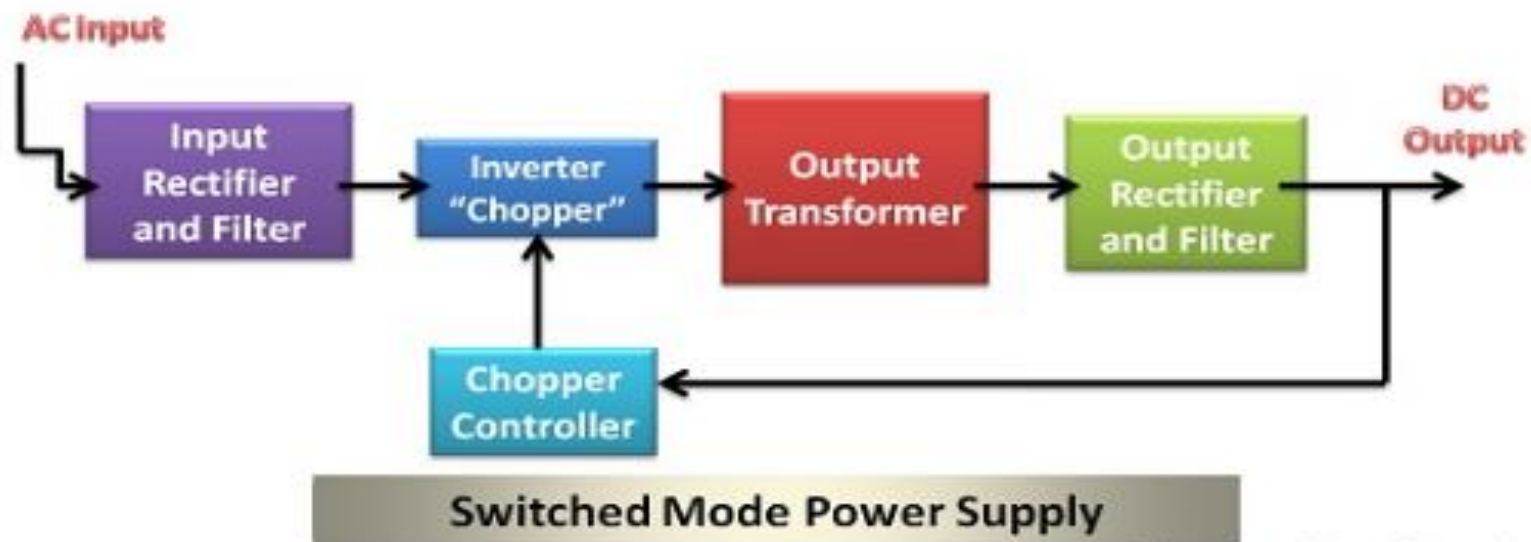 AC Input
Input
Rectifier
and Filter
Inverter
“Chopper”
Output
Transformer
Output
Rectifier
and Filter
DC
Output
Chopper
Controller
Switched Mode Power Supply